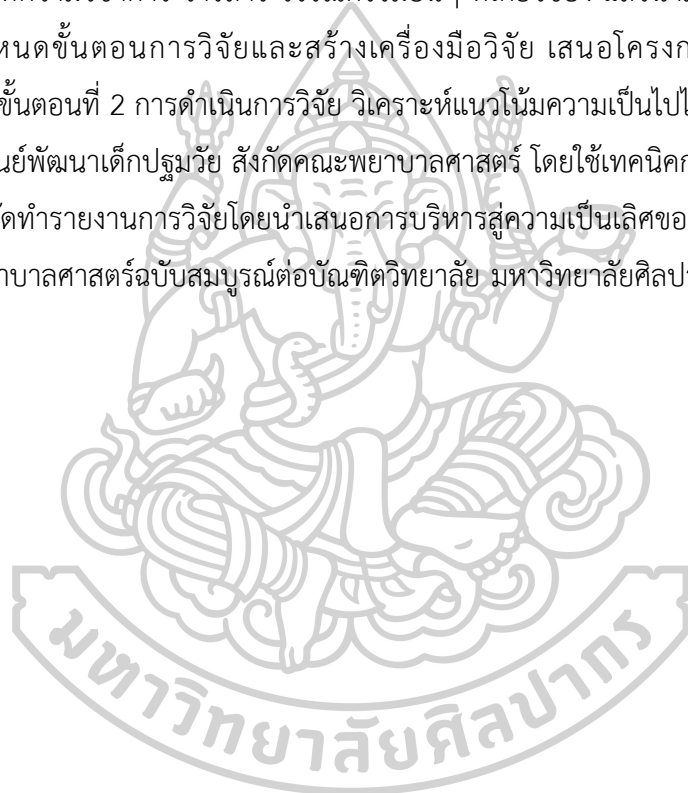 หนดขั้นตอนการวิจัยและสร้างเครื่องมือวิจัย เสนอโครงก
ขั้นตอนที่ 2 การดำเนินการวิจัย วิเคราะห์แนวโน้มความเป็นไปไ
นย์พัฒนาเด็กปฐมวัย สังกัดคณะพยาบาลศาสตร์ โดยใช้เทคนิคก
ัดทำรายงานการวิจัยโดยนำเสนอการบริหารสู่ความเป็นเลิศขอ
าบาลศาสตร์ฉบับสมบูรณ์ต่อบัณฑิตวิทยาลัย มหาวิทยาลัยศิลป
มหาวิทยาลัยศิลปากร